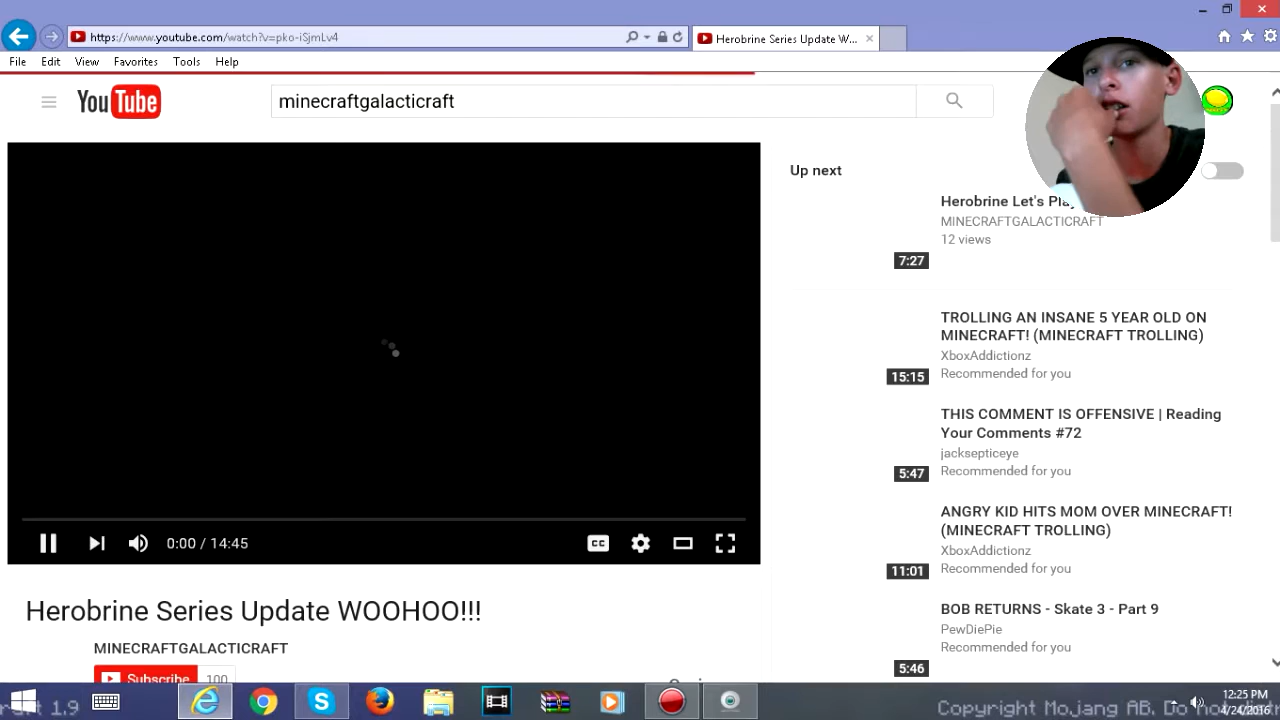 https://www.youtube.com/watch?v=pko-iSjmLv4
Herobrine Series Update W...
File Edit View Favorites Tools Help
YouTube
minecraftgalacticraft
Up next
Herobrine Let's
MINECRAFTGALACTICRAFT
12 views
7:27
TROLLING AN INSANE 5 YEAR OLD ON
MINECRAFT! (MINECRAFT TROLLING)
XboxAddictionz
15:15
Recommended for you
THIS COMMENT IS OFFENSIVE | Reading
Your Comments #72
jacksepticeye
5:47
Recommended for you
ANGRY KID HITS MOM OVER MINECRAFT!
(MINECRAFT TROLLING)
XboxAddictionz
11:01
Recommended for you
BOB RETURNS - Skate 3 - Part 9
PewDiePie
Recommended for you
5:46
0:00 / 14:45
CC
Herobrine Series Update WOOHOO!!!
MINECRAFTGALACTICRAFT
Subscribe 100
1.9
Copyright Mojang AB. Do not
12:25 PM
4/24/2016